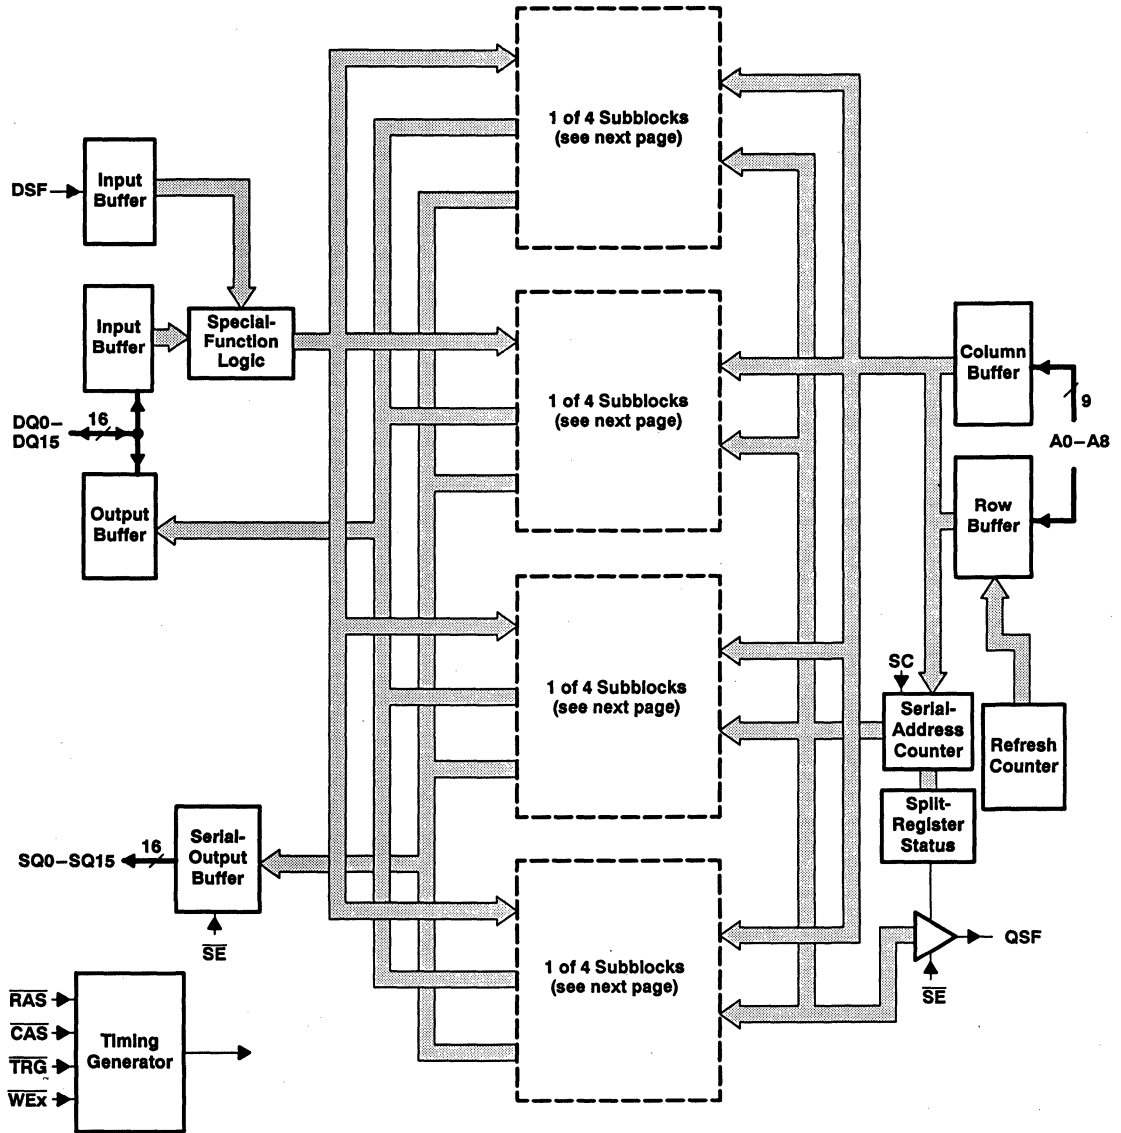 1 of 4 Subblocks
(see next page)
DSF
Input
Buffer
Input
Buffer
Special-
Function
Logic
DQ0–
DQ15
16
Output
Buffer
1 of 4 Subblocks
(see next page)
Column
Buffer
9
A0–A8
Row
Buffer
1 of 4 Subblocks
(see next page)
SC
Serial-
Address
Counter
Refresh
Counter
Split-
Register
Status
SQ0–SQ15
16
Serial-
Output
Buffer
SE
1 of 4 Subblocks
(see next page)
QSF
SE
RAS
CAS
TRG
WEx
Timing
Generator